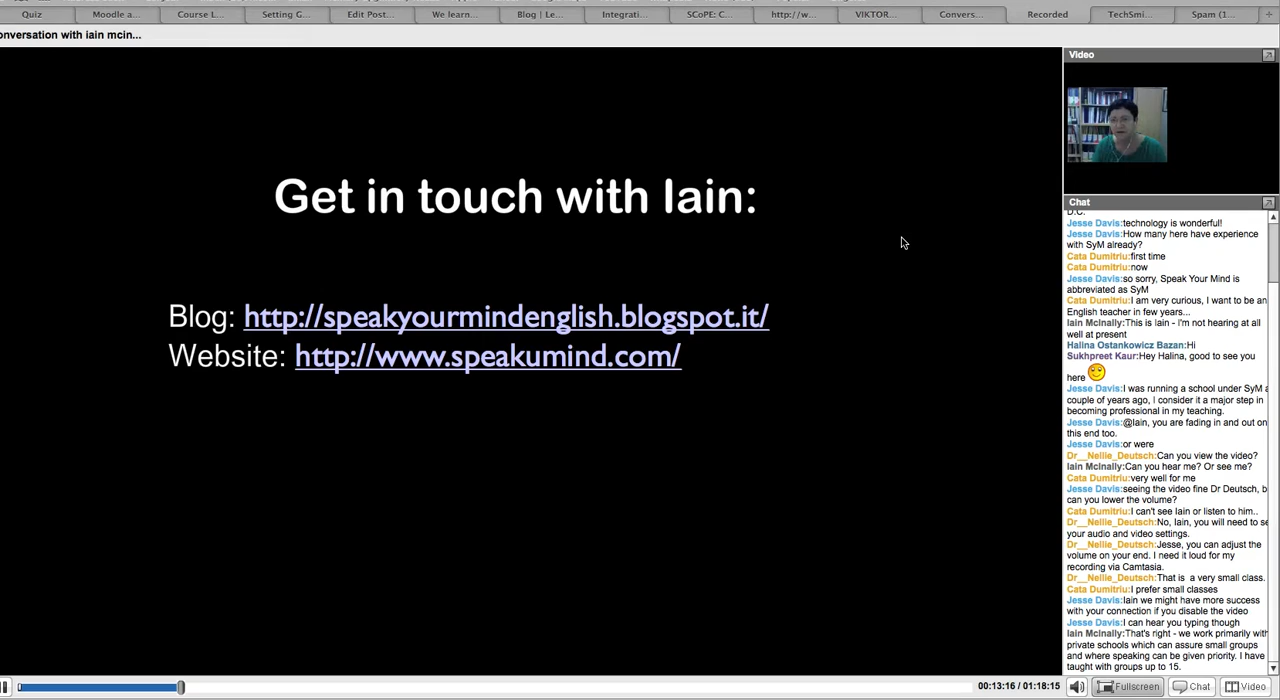 Quiz
Moodle a...
Course L...
Setting G...
Edit Post...
We learn...
Blog | Le...
Integrati...
SCoPE: C...
http://w...
VIKTOR...
Convers...
Recorded
TechSmi...
Spam (1...
onversation with iain mcin...
Get in touch with Iain:
Blog: http://speakyourmindenglish.blogspot.it/
Website: http://www.speakumind.com/
Video
Chat
D.C.
Jesse Davis:technology is wonderful!
Jesse Davis:How many here have experience
with SyM already?
Cata Dumitriu:first time
Cata Dumitriu:now
Jesse Davis:so sorry, Speak Your Mind is
abbreviated as SyM
Cata Dumitriu:I am very curious, I want to be an
English teacher in few years...
Iain McInally:This is Iain - I'm not hearing at all
well at present
Halina Ostankowicz Bazan:Hi
Sukhpreet Kaur:Hey Halina, good to see you
here
Jesse Davis:I was running a school under SyM a
couple of years ago, I consider it a major step in
becoming professional in my teaching.
Jesse Davis:@Iain, you are fading in and out on
this end too.
Jesse Davis:or were
Dr__Nellie_Deutsch:Can you view the video?
Iain McInally:Can you hear me? Or see me?
Cata Dumitriu:very well for me
Jesse Davis:seeing the video fine Dr Deutsch, b
can you lower the volume?
Cata Dumitriu:I can't see Iain or listen to him..
Dr__Nellie_Deutsch:No, Iain, you will need to se
your audio and video settings.
Dr__Nellie_Deutsch:Jesse, you can adjust the
volume on your end. I need it loud for my
recording via Camtasia.
Dr__Nellie_Deutsch:That is a very small class.
Cata Dumitriu:I prefer small classes
Jesse Davis:Iain we might have more success
with your connection if you disable the video
Jesse Davis:I can hear you typing though
Iain McInally:That's right - we work primarily with
private schools which can assure small groups
and where speaking can be given priority. I have
taught with groups up to 15.
00:13:16 / 01:18:15
Fullscreen
Chat
Video